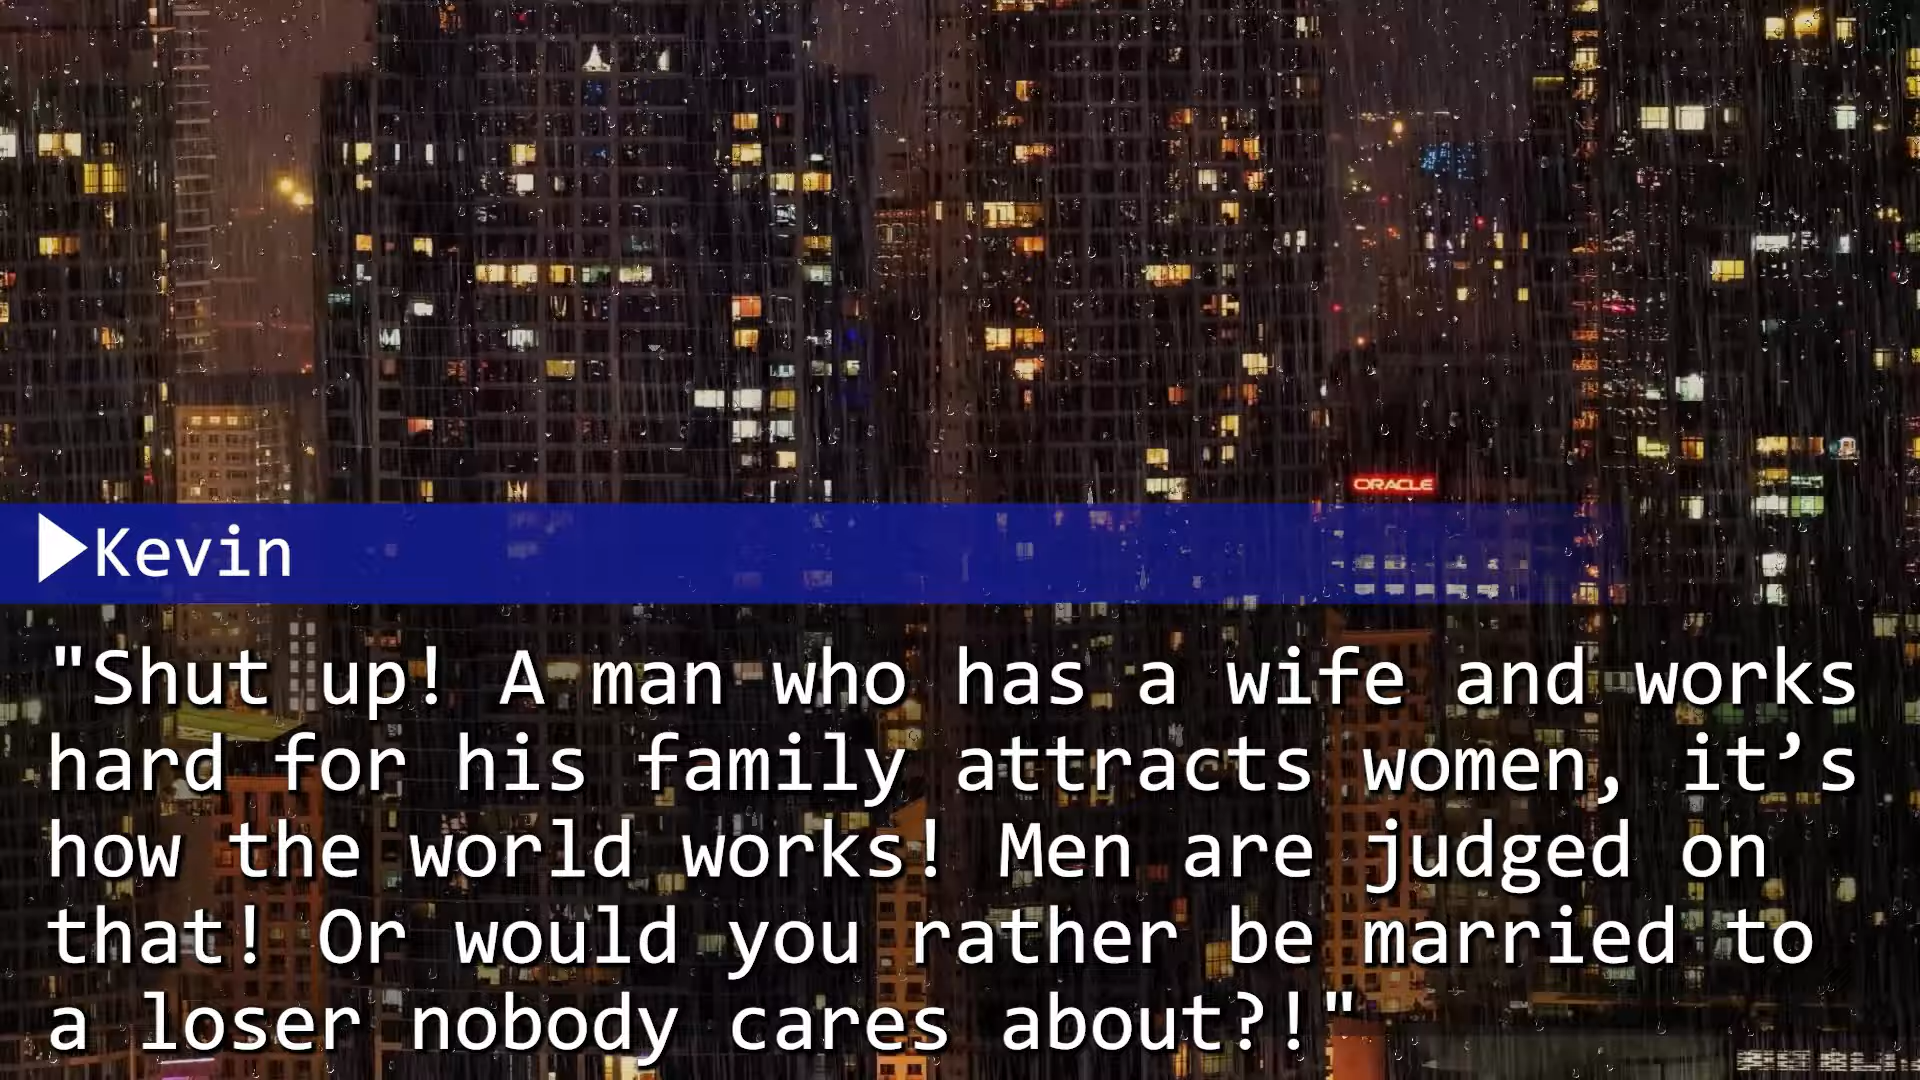 ORACLE
Kevin
"Shut up! A man who has a wife and works
hard for his family attracts women, it’s
how the world works! Men are judged on
that! Or would you rather be married to
a loser nobody cares about?!"